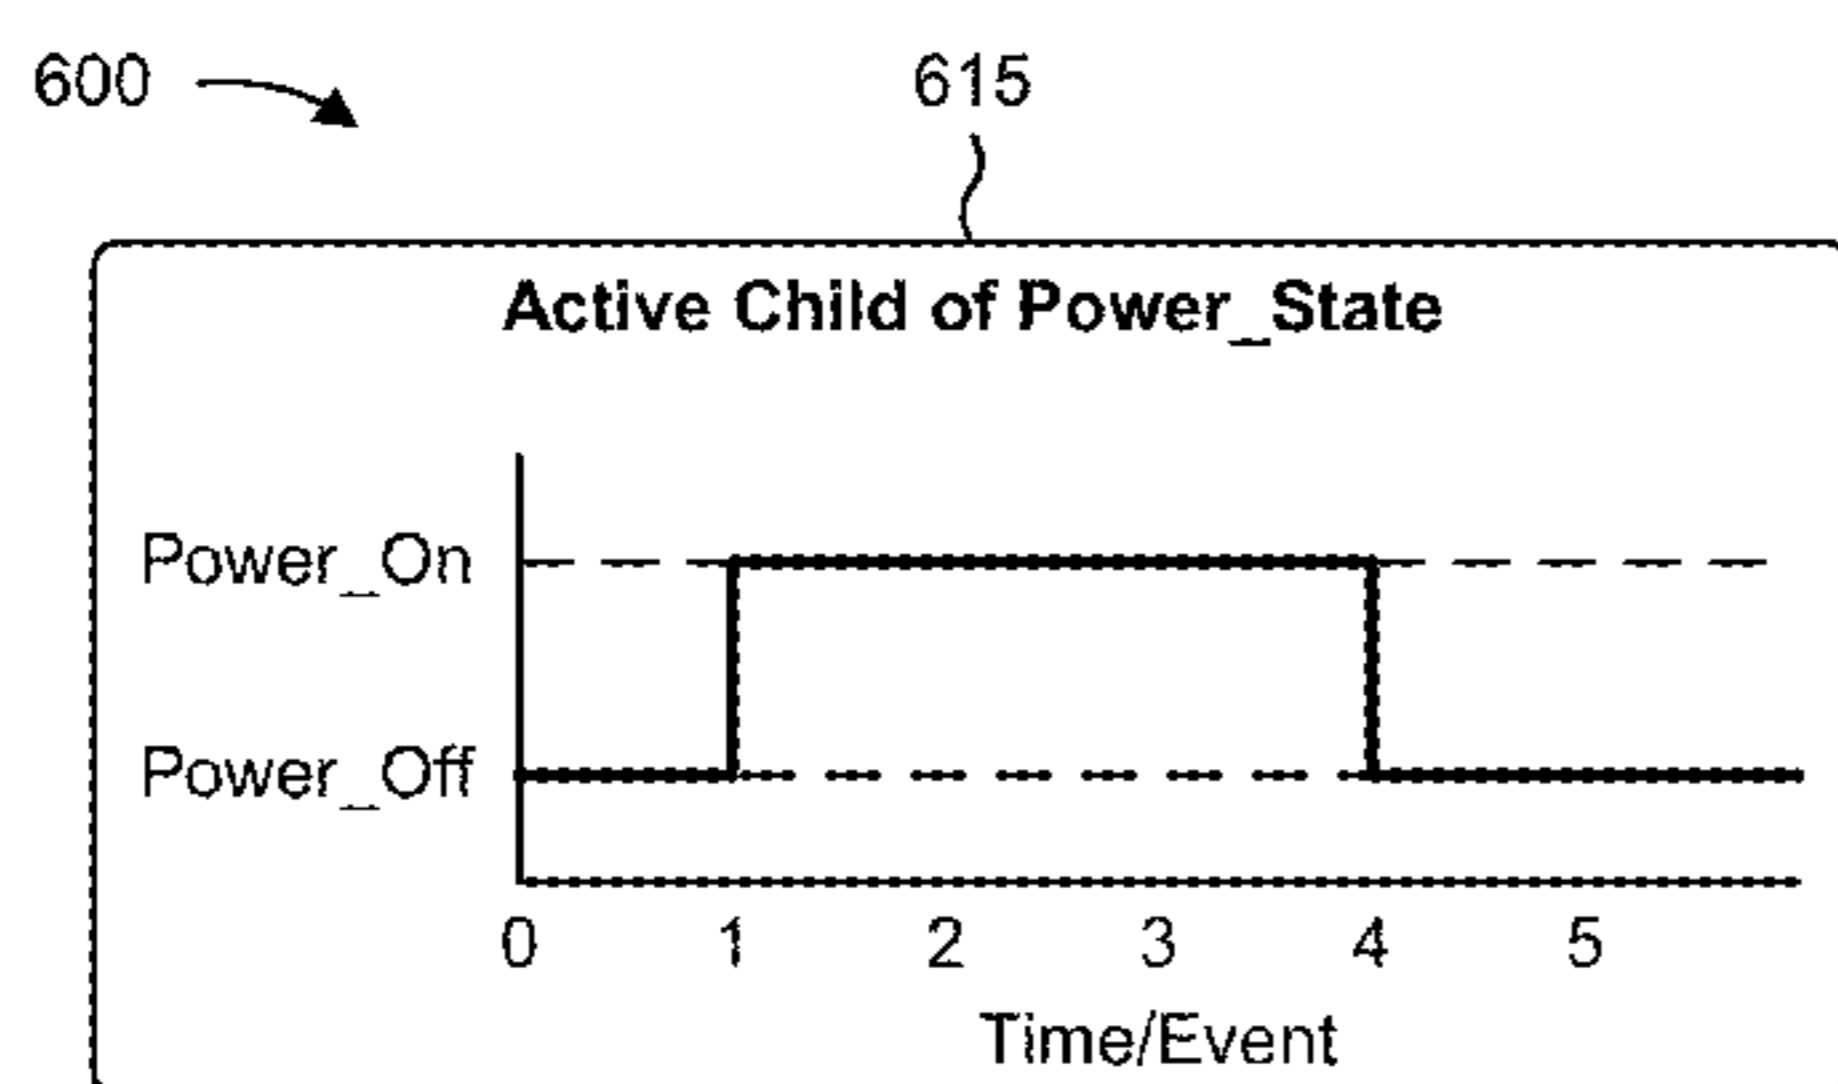 600
615
Active Child of Power_State
Power_On
Power_Off
0 1 2 3 4 5
Time/Event